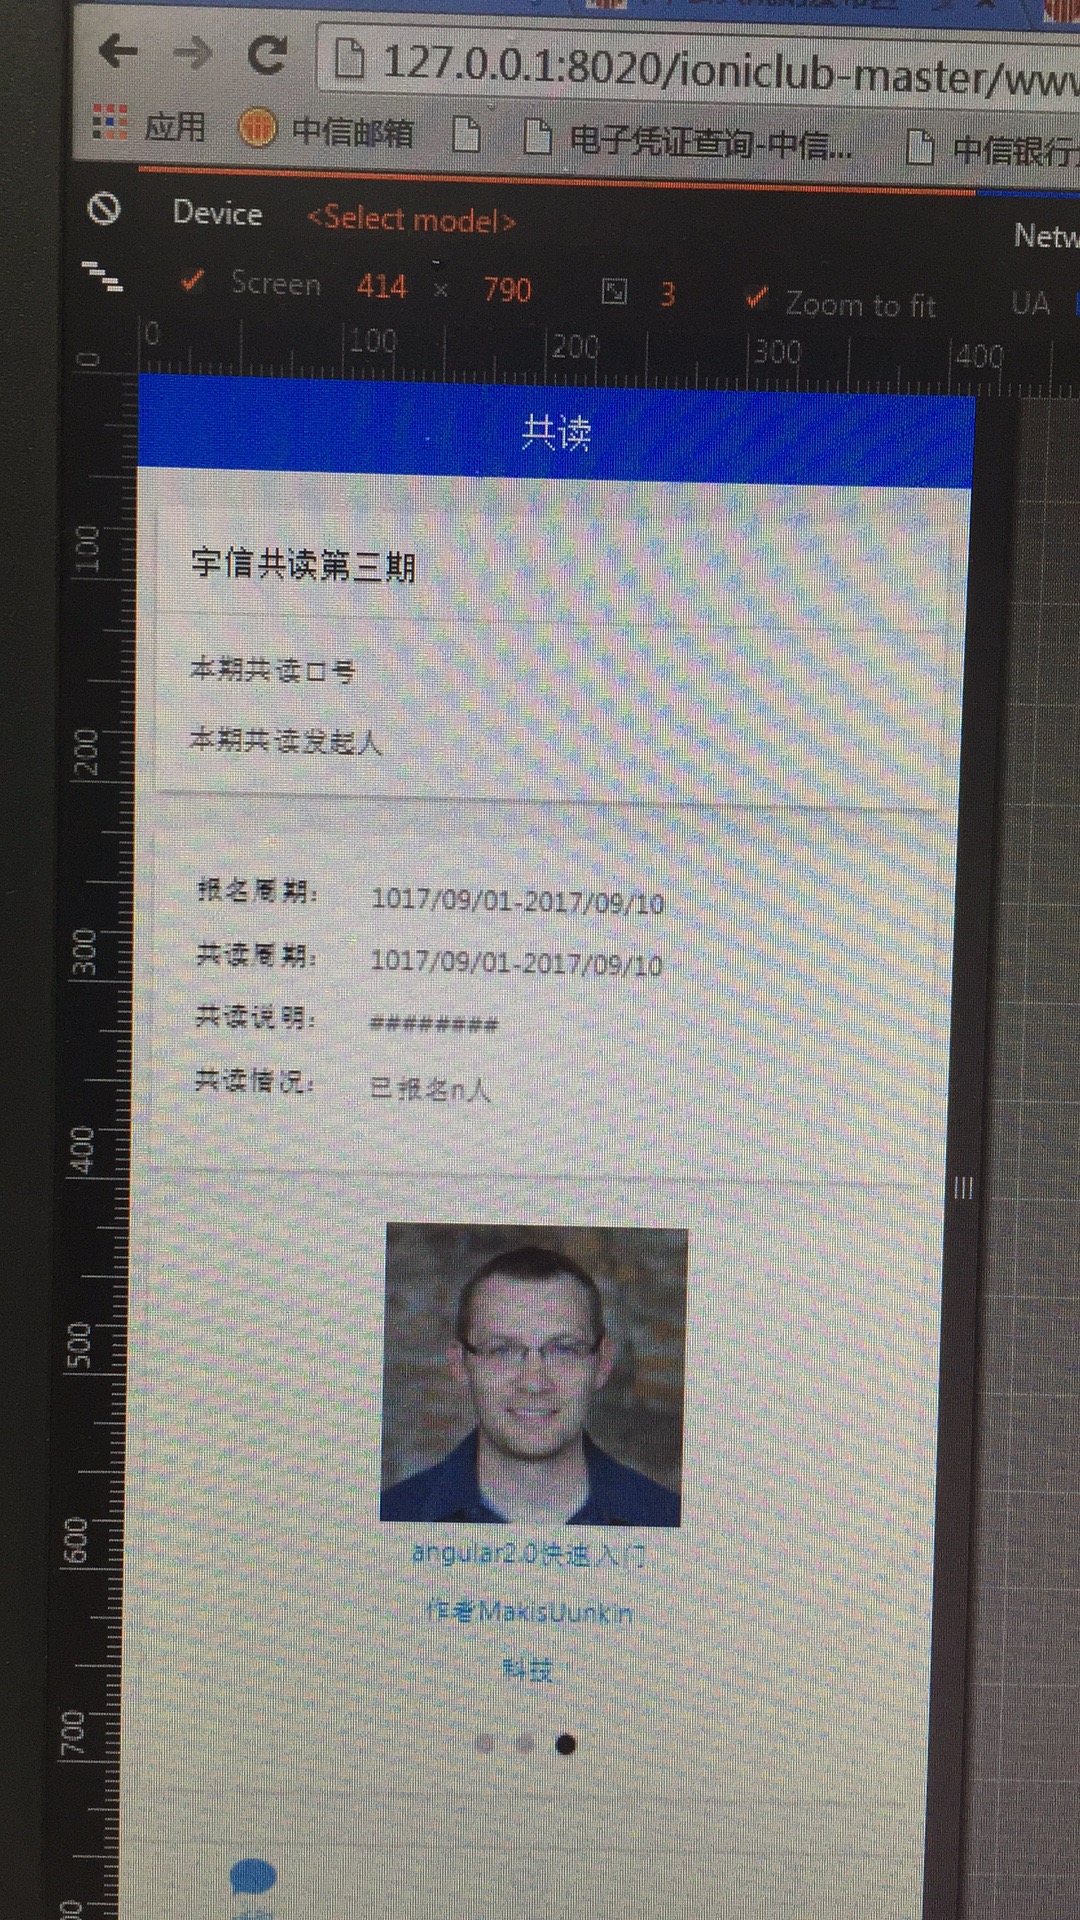 127.0.0.1:8020/ioniclub-master/www
应用 中信邮箱 电子凭证查询-中信... 中信银行
Device <Select model>
Netw
Screen 414 × 790 3 Zoom to fit UA
0 100 200 300 400
0
100
200
300
400
500
600
700
共读
宇信共读第三期
本期共读口号
本期共读发起人
报名周期: 1017/09/01-2017/09/10
共读周期: 1017/09/01-2017/09/10
共读说明: ########
共读情况: 已报名n人
angular2.0快速入门
作者MakisUunkin
科技